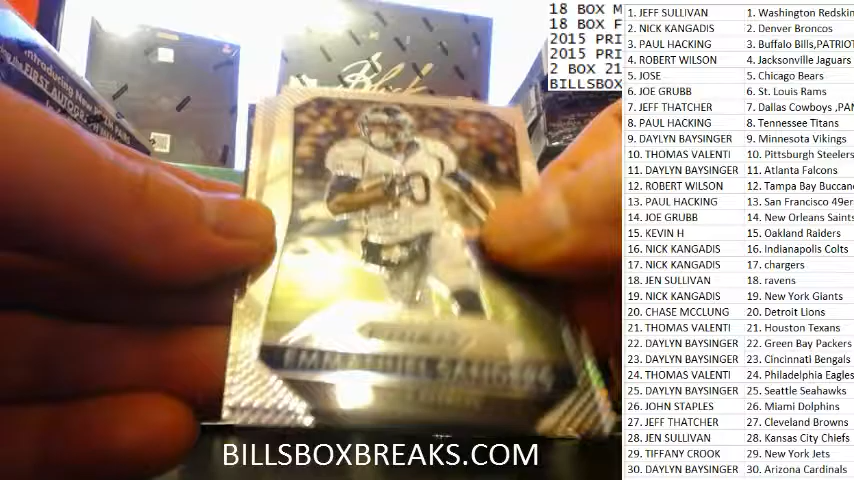 18 BOX M
18 BOX F
2015 PRI
2015 PRI
2 BOX 21
BILLSBOX
1. JEFF SULLIVAN 1. Washington Redskin
2. NICK KANGADIS 2. Denver Broncos
3. PAUL HACKING 3. Buffalo Bills,PATRIOT
4. ROBERT WILSON 4. Jacksonville Jaguars
5. JOSE 5. Chicago Bears
6. JOE GRUBB 6. St. Louis Rams
7. JEFF THATCHER 7. Dallas Cowboys ,PAN
8. PAUL HACKING 8. Tennessee Titans
9. DAYLYN BAYSINGER 9. Minnesota Vikings
10. THOMAS VALENTI 10. Pittsburgh Steelers
11. DAYLYN BAYSINGER 11. Atlanta Falcons
12. ROBERT WILSON 12. Tampa Bay Buccane
13. PAUL HACKING 13. San Francisco 49er
14. JOE GRUBB 14. New Orleans Saints
15. KEVIN H 15. Oakland Raiders
16. NICK KANGADIS 16. Indianapolis Colts
17. NICK KANGADIS 17. chargers
18. JEN SULLIVAN 18. ravens
19. NICK KANGADIS 19. New York Giants
20. CHASE MCCLUNG 20. Detroit Lions
21. THOMAS VALENTI 21. Houston Texans
22. DAYLYN BAYSINGER 22. Green Bay Packers
23. DAYLYN BAYSINGER 23. Cincinnati Bengals
24. THOMAS VALENTI 24. Philadelphia Eagles
25. DAYLYN BAYSINGER 25. Seattle Seahawks
26. JOHN STAPLES 26. Miami Dolphins
27. JEFF THATCHER 27. Cleveland Browns
28. JEN SULLIVAN 28. Kansas City Chiefs
29. TIFFANY CROOK 29. New York Jets
30. DAYLYN BAYSINGER 30. Arizona Cardinals
Introducing New
the FIRST AUTOGRAPH
Black
EMMANUEL SANDERS
BILLSBOXBREAKS.COM